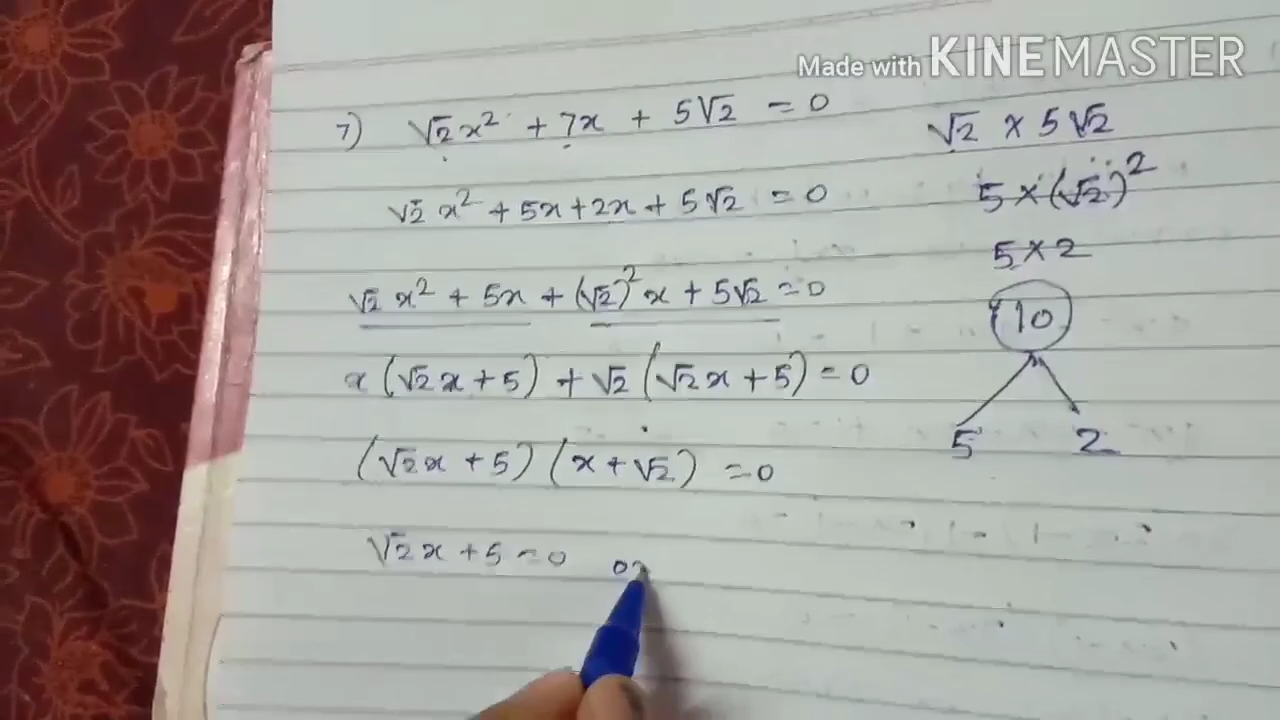 Made with KINEMASTER
7) √2x² + 7x + 5√2 = 0
√2x² + 5x + 2x + 5√2 = 0
√2x² + 5x + (√2)²x + 5√2 = 0
x(√2x + 5) + √2(√2x + 5) = 0
(√2x + 5)(x + √2) = 0
√2x + 5 = 0 or
√2 × 5√2
5 × (√2)²
5 × 2
10
5 2